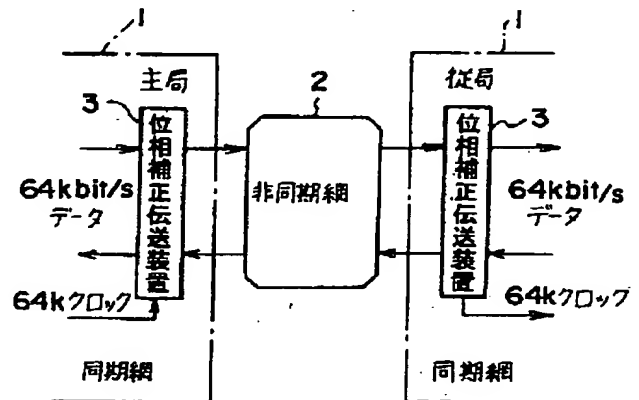 1
1
主局
従局
2
3
3
位相補正伝送装置
非同期網
位相補正伝送装置
64kbit/s
データ
64kbit/s
データ
64kクロック
64kクロック
同期網
同期網